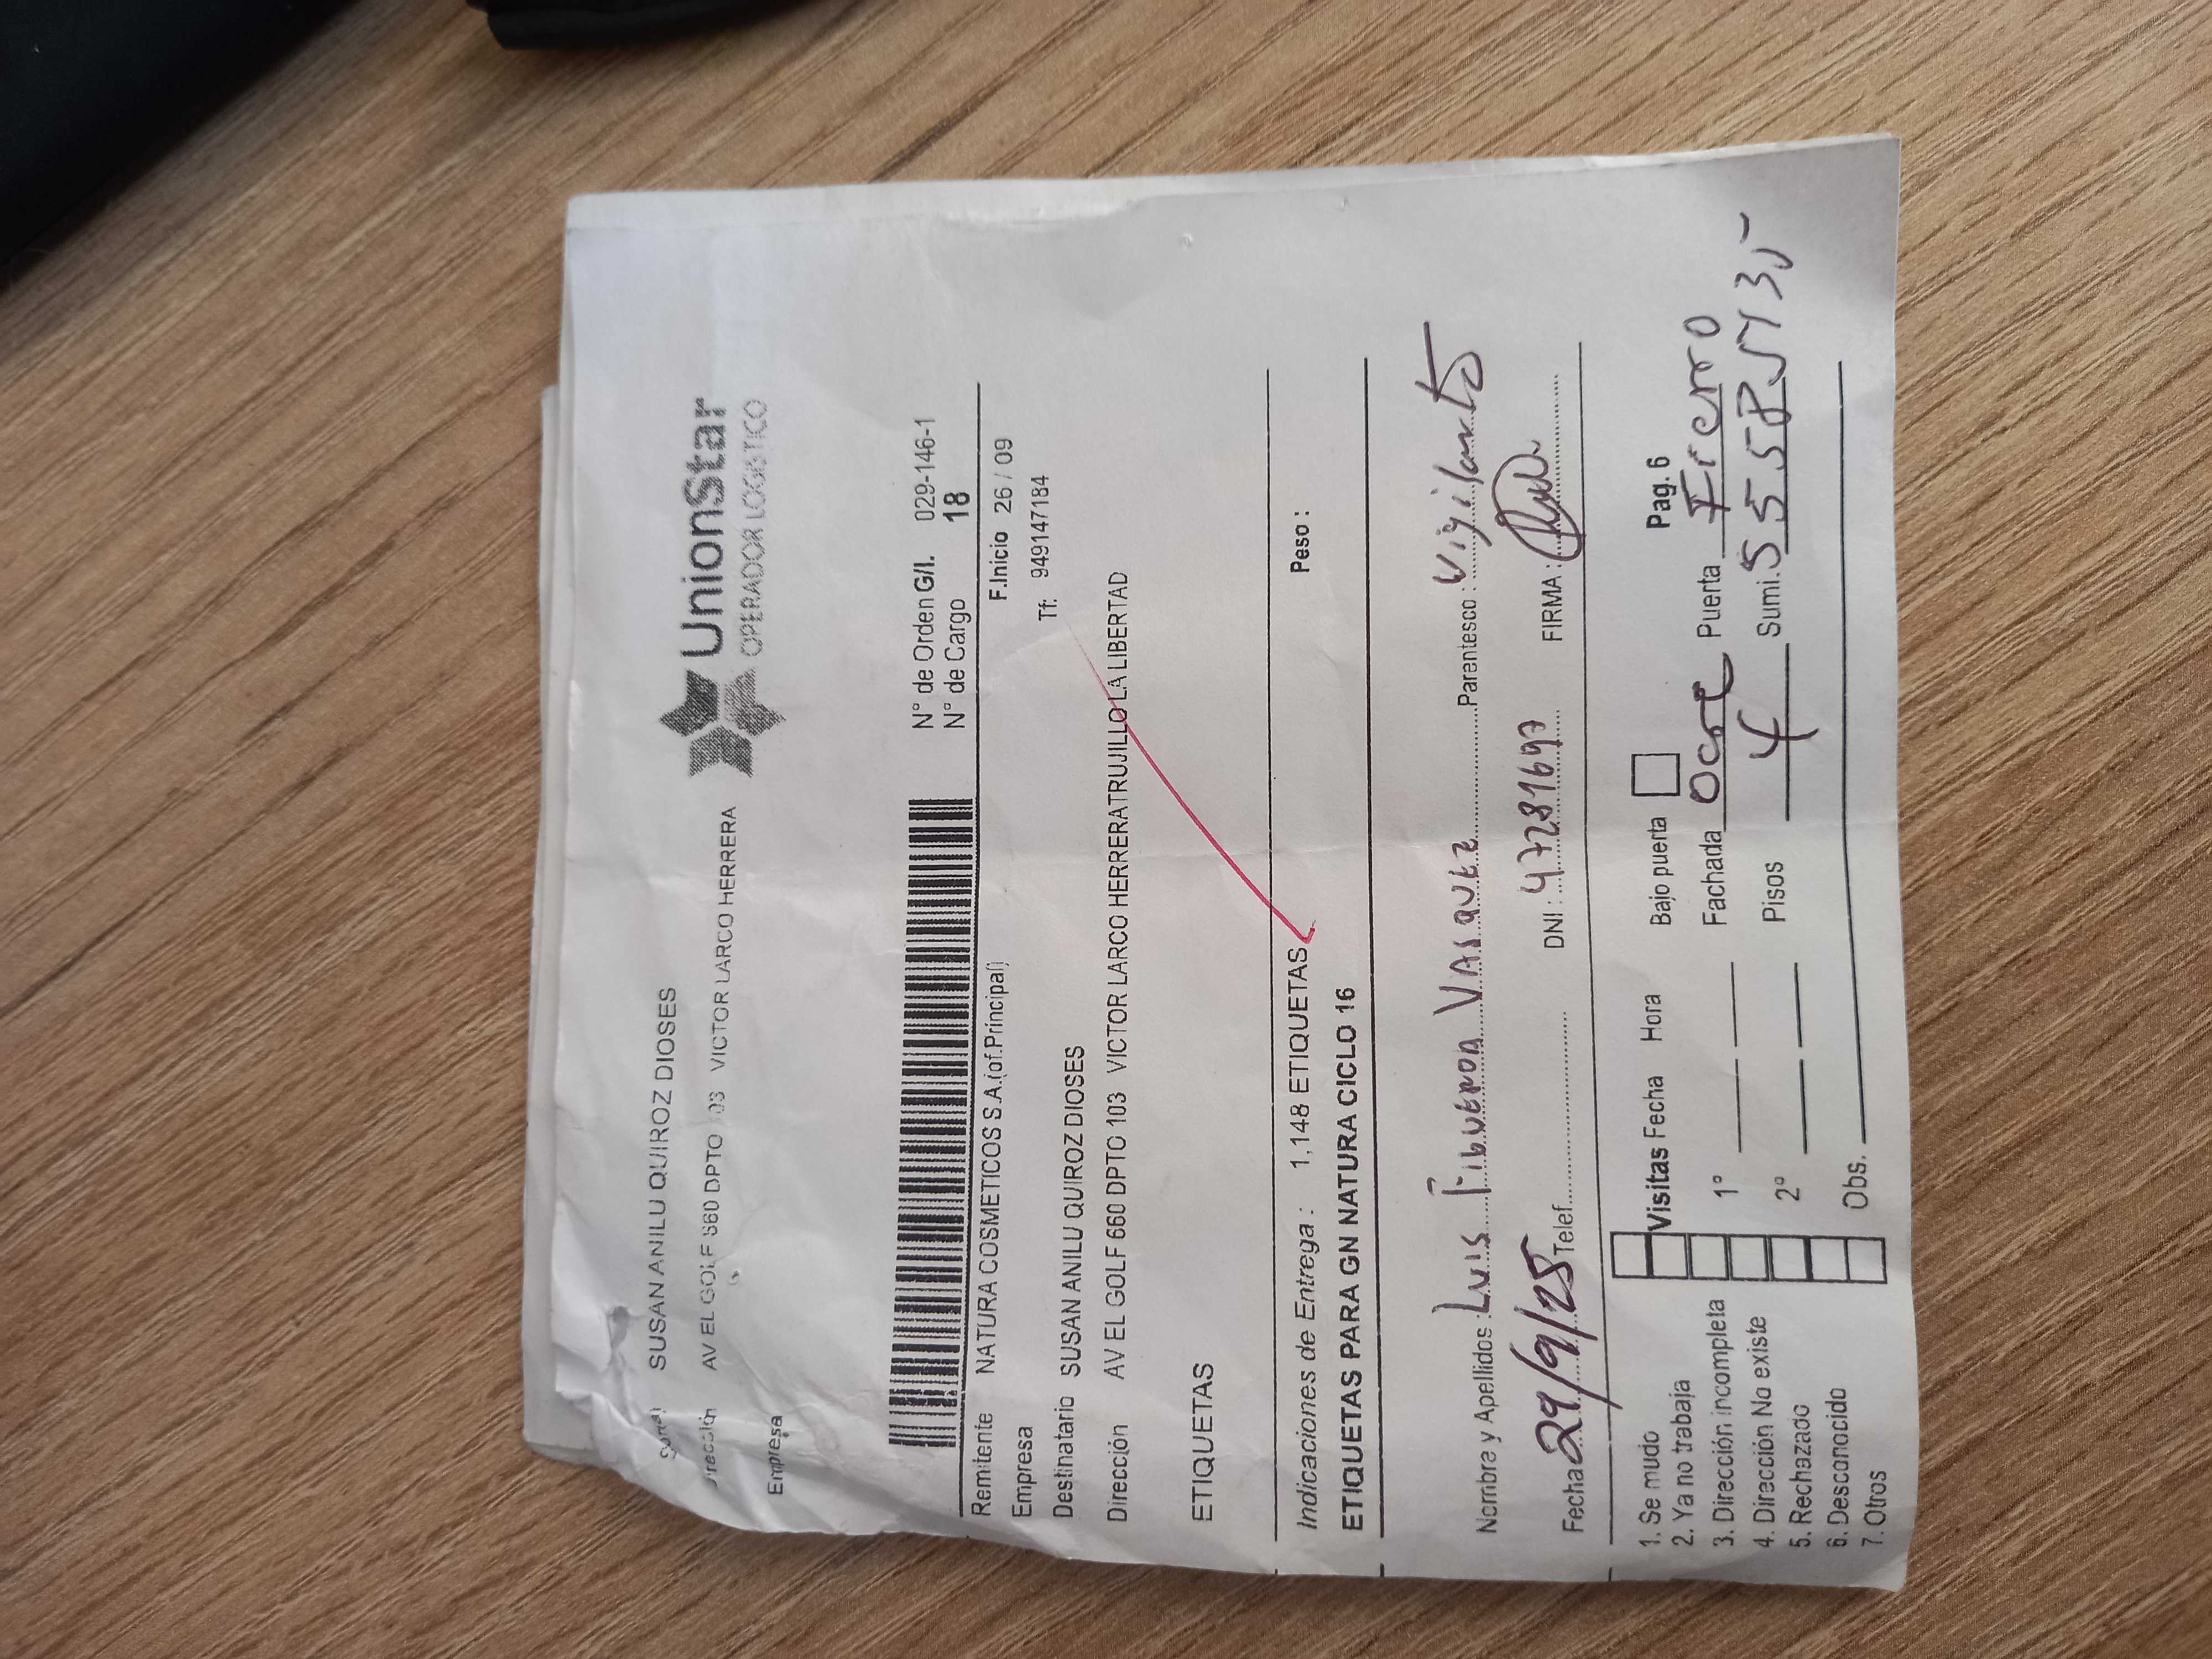 SUSAN ANILU QUIROZ DIOSES
AV EL GOLF 660 DPTO 103 VICTOR LARCO HERRERA
Empresa
UnionStar
OPERADOR LOGISTICO
N° de Orden G/I. 029-146-1
N° de Cargo 18
Remitente NATURA COSMETICOS S.A.(of.Principal)
F.Inicio 26 / 09
Empresa
Destinatario SUSAN ANILU QUIROZ DIOSES
Tf: 949147184
Dirección AV EL GOLF 660 DPTO 103 VICTOR LARCO HERRERATRUJILLO LA LIBERTAD
ETIQUETAS
Indicaciones de Entrega : 1,148 ETIQUETAS Peso :
ETIQUETAS PARA GN NATURA CICLO 16
Nombre y Apellidos : Luis Figueroa Vasquez Parentesco : Vigilante
Fecha 29/9/25 Telef. DNI : 47281697 FIRMA :
1. Se mudo
2. Ya no trabaja
3. Dirección incompleta
4. Dirección No existe
5. Rechazado
6. Desconocido
7. Otros
Visitas Fecha Hora
1°
2°
Obs.
Bajo puerta Pag. 6
Fachada Puerta Fierro
Pisos 4 Sumi.